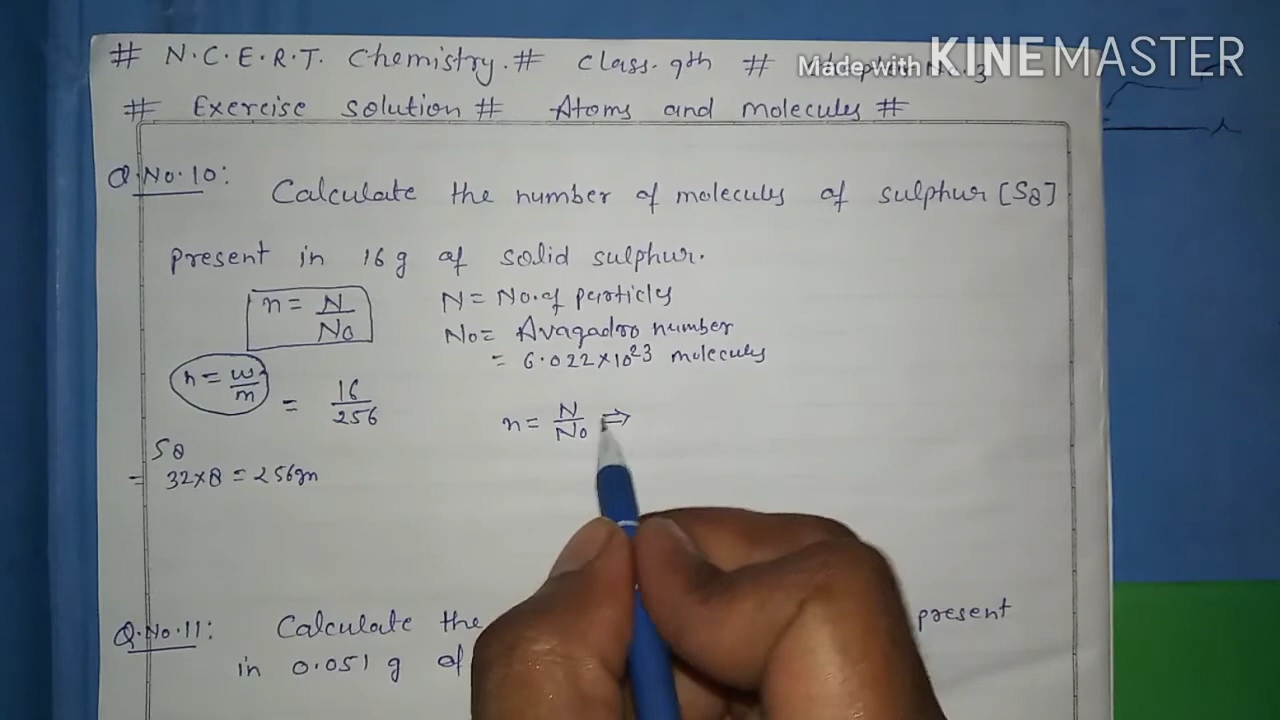 # N.C.E.R.T. Chemistry. # Class. 9th #
Made with KINEMASTER
# Exercise solution # Atoms and molecules #
Q.No.10: Calculate the number of molecules of sulphur [S8]
present in 16 g of solid sulphur.
n = N/No
N = No. of particles
No = Avagadro number
= 6.022×10^23 molecules
n = w/m = 16/256
n = N/No ⇒
S8
= 32×8 = 256gm
Q.No.11: Calculate the present
in 0.051 g of